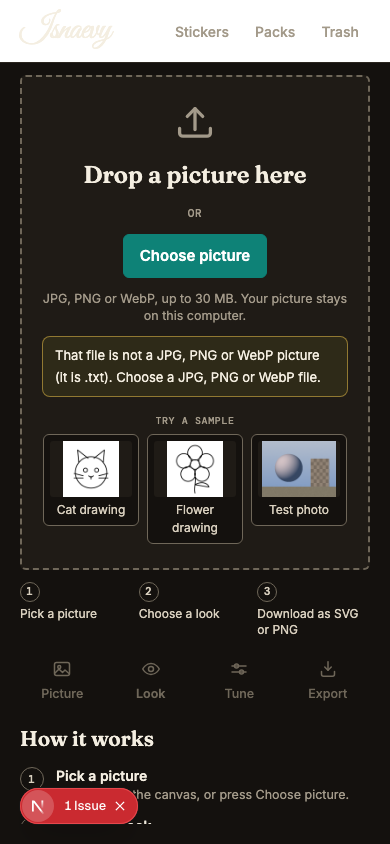 Jsnaevy
Stickers Packs Trash
Drop a picture here
OR
Choose picture
JPG, PNG or WebP, up to 30 MB. Your picture stays
on this computer.
That file is not a JPG, PNG or WebP picture
(it is .txt). Choose a JPG, PNG or WebP file.
TRY A SAMPLE
Cat drawing
Flower
drawing
Test photo
1
2
3
Pick a picture
Choose a look
Download as SVG
or PNG
Picture
Look
Tune
Export
How it works
1
Pick a picture
the canvas, or press Choose picture.
N
1 Issue